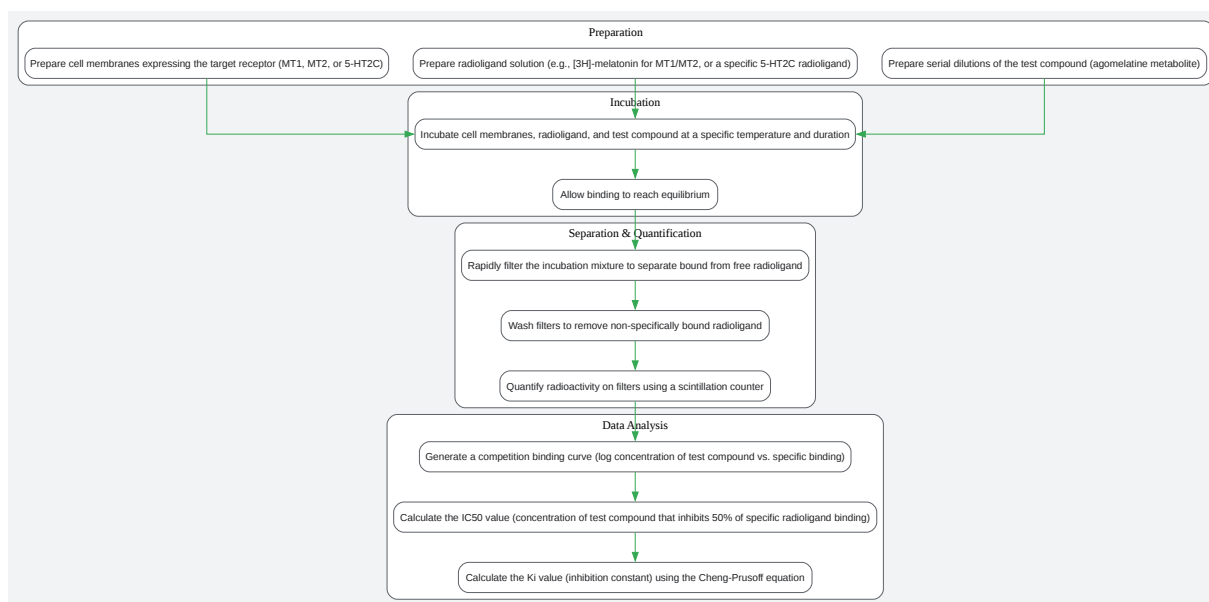 Preparation
Prepare cell membranes expressing the target receptor (MT1, MT2, or 5-HT2C)
Prepare radioligand solution (e.g., [3H]-melatonin for MT1/MT2, or a specific 5-HT2C radioligand)
Prepare serial dilutions of the test compound (agomelatine metabolite)
Incubation
Incubate cell membranes, radioligand, and test compound at a specific temperature and duration
Allow binding to reach equilibrium
Separation & Quantification
Rapidly filter the incubation mixture to separate bound from free radioligand
Wash filters to remove non-specifically bound radioligand
Quantify radioactivity on filters using a scintillation counter
Data Analysis
Generate a competition binding curve (log concentration of test compound vs. specific binding)
Calculate the IC50 value (concentration of test compound that inhibits 50% of specific radioligand binding)
Calculate the Ki value (inhibition constant) using the Cheng-Prusoff equation